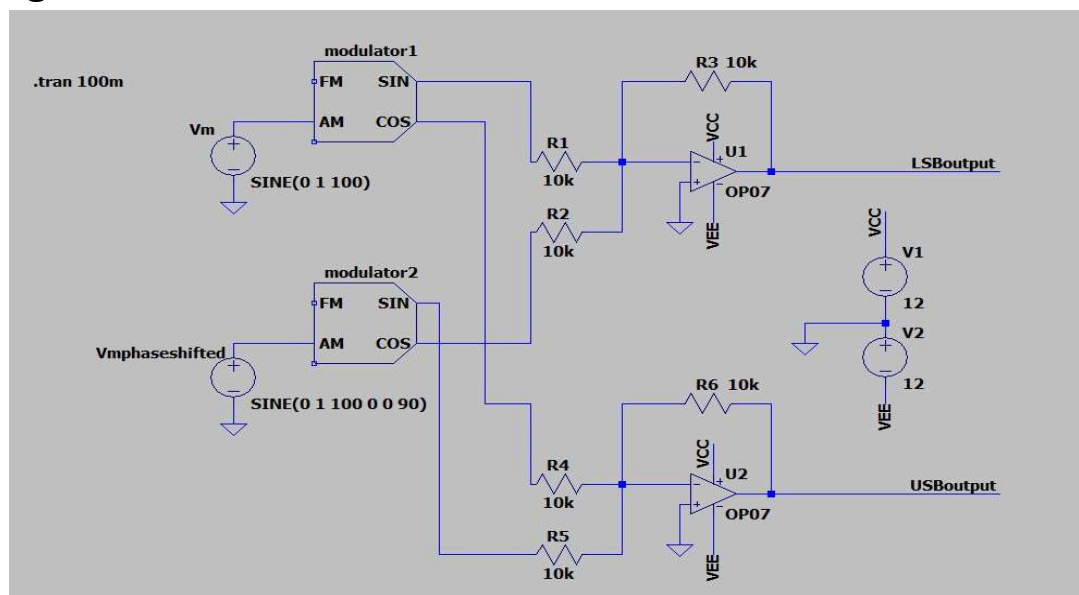 .tran 100m
modulator1
FM SIN
AM COS
Vm
SINE(0 1 100)
R3 10k
VCC
U1
OP07
VEE
R1
10k
R2
10k
LSBoutput
modulator2
FM SIN
AM COS
Vmphaseshifted
SINE(0 1 100 0 0 90)
VCC
V1
12
V2
12
VEE
R6 10k
VCC
U2
OP07
VEE
R4
10k
R5
10k
USBoutput